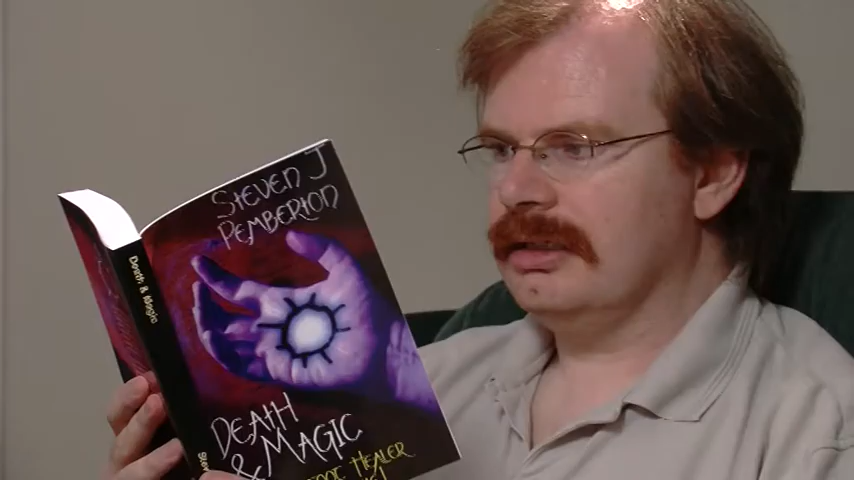 STEVEN J
PEMBERTON
Death & Magic
DEATH
& MAGIC
HEALER